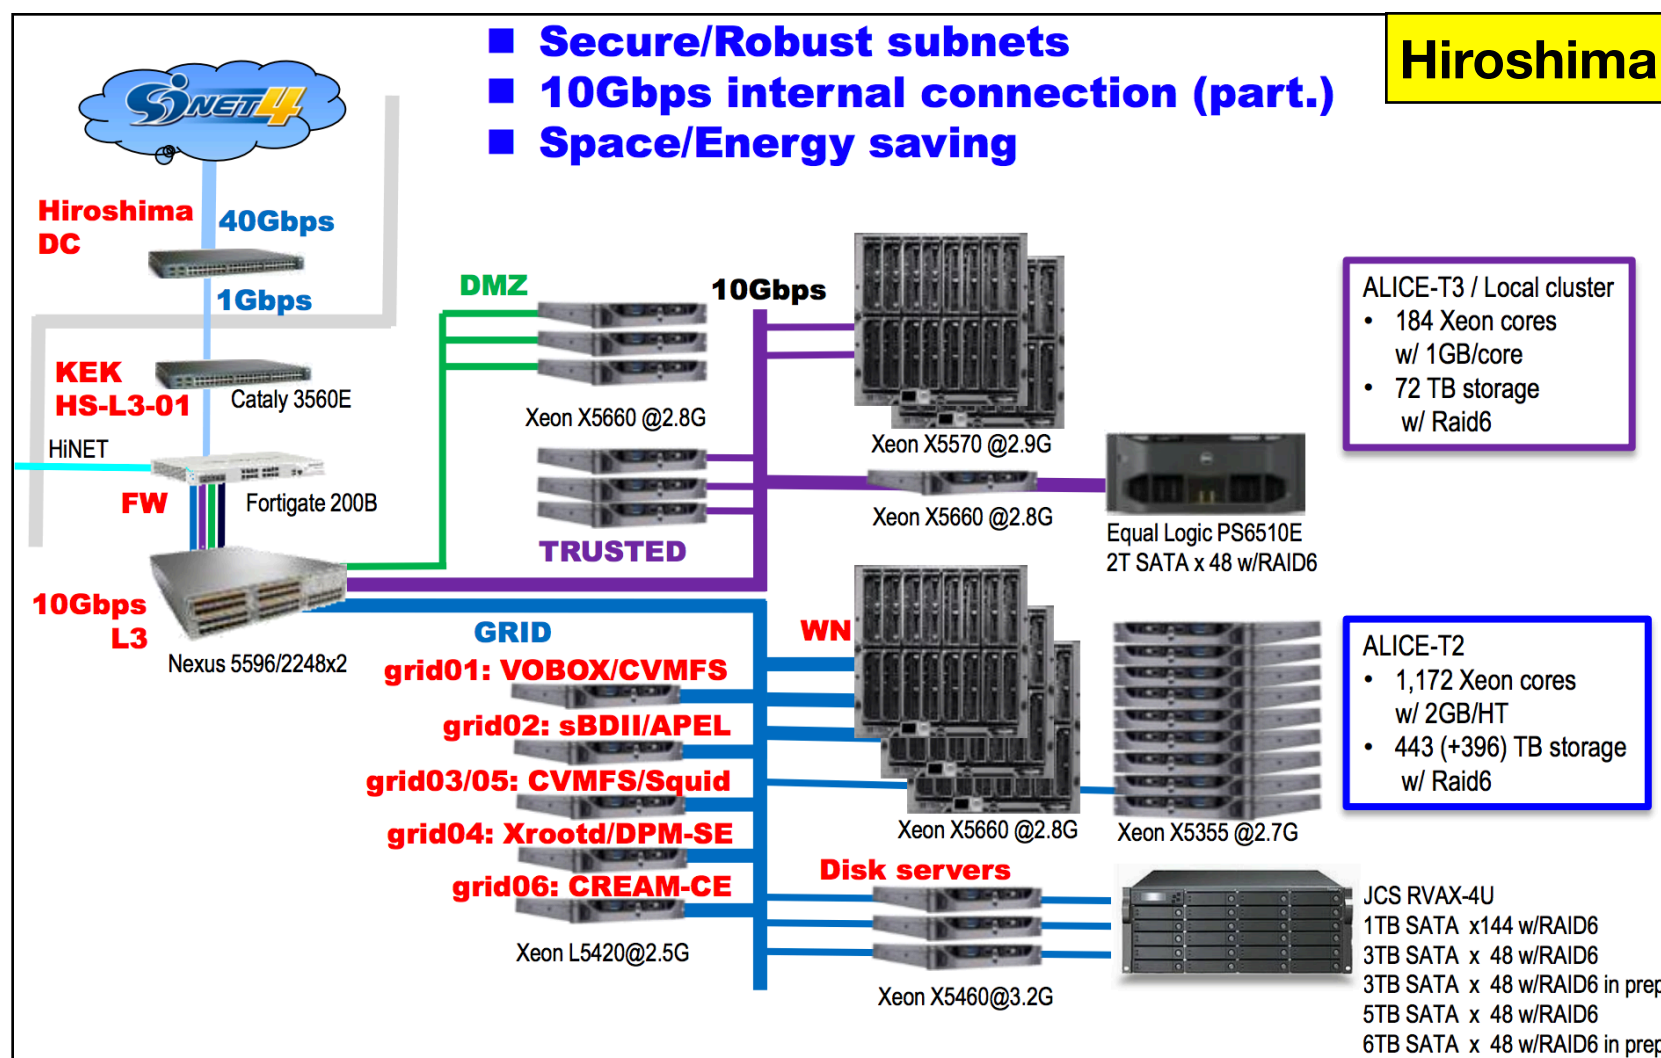 Secure/Robust subnets
10Gbps internal connection (part.)
Space/Energy saving
Hiroshima
SiNET4
Hiroshima
DC
40Gbps
1Gbps
KEK
HS-L3-01
Cataly 3560E
HiNET
FW
Fortigate 200B
10Gbps
L3
Nexus 5596/2248x2
DMZ
Xeon X5660 @2.8G
TRUSTED
10Gbps
Xeon X5570 @2.9G
Xeon X5660 @2.8G
Equal Logic PS6510E
2T SATA x 48 w/RAID6
ALICE-T3 / Local cluster
• 184 Xeon cores
w/ 1GB/core
• 72 TB storage
w/ Raid6
GRID
grid01: VOBOX/CVMFS
grid02: sBDII/APEL
grid03/05: CVMFS/Squid
grid04: Xrootd/DPM-SE
grid06: CREAM-CE
Xeon L5420@2.5G
WN
Xeon X5660 @2.8G
Xeon X5355 @2.7G
ALICE-T2
• 1,172 Xeon cores
w/ 2GB/HT
• 443 (+396) TB storage
w/ Raid6
Disk servers
Xeon X5460@3.2G
JCS RVAX-4U
1TB SATA x144 w/RAID6
3TB SATA x 48 w/RAID6
3TB SATA x 48 w/RAID6 in prep
5TB SATA x 48 w/RAID6
6TB SATA x 48 w/RAID6 in prep